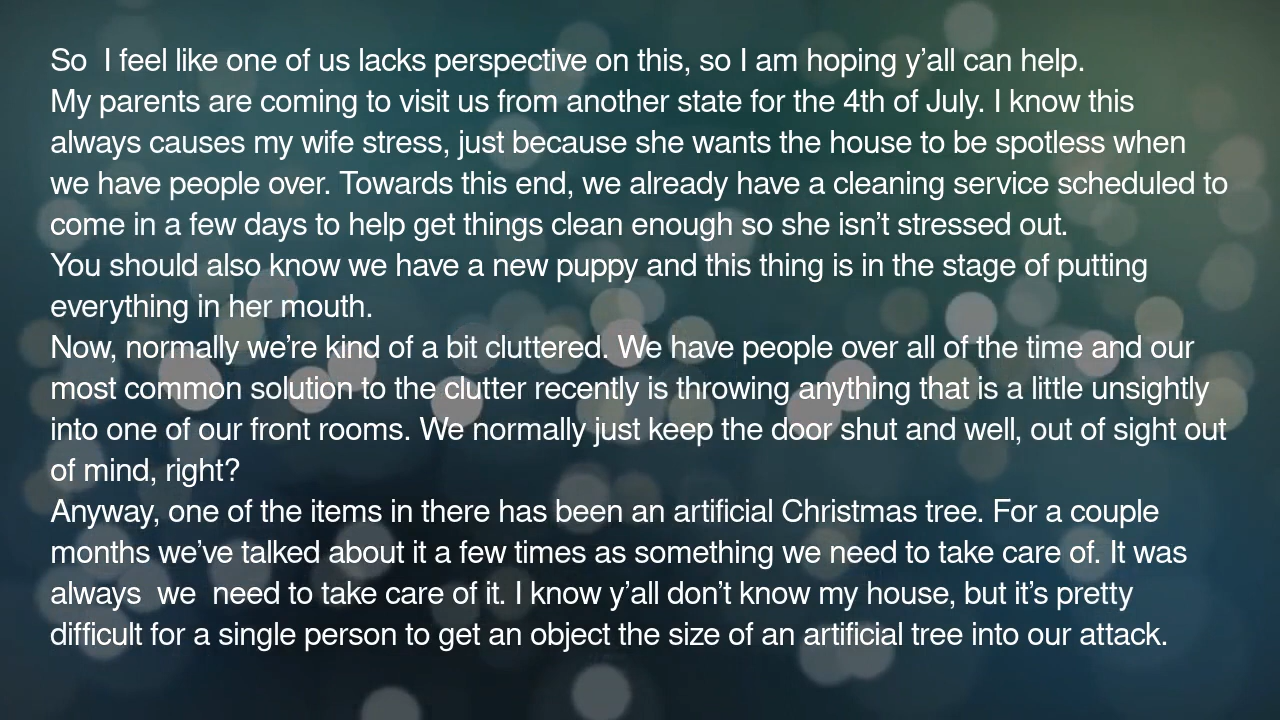 So  I feel like one of us lacks perspective on this, so I am hoping y’all can help.
My parents are coming to visit us from another state for the 4th of July. I know this
always causes my wife stress, just because she wants the house to be spotless when
we have people over. Towards this end, we already have a cleaning service scheduled to
come in a few days to help get things clean enough so she isn’t stressed out.
You should also know we have a new puppy and this thing is in the stage of putting
everything in her mouth.
Now, normally we’re kind of a bit cluttered. We have people over all of the time and our
most common solution to the clutter recently is throwing anything that is a little unsightly
into one of our front rooms. We normally just keep the door shut and well, out of sight out
of mind, right?
Anyway, one of the items in there has been an artificial Christmas tree. For a couple
months we’ve talked about it a few times as something we need to take care of. It was
always  we  need to take care of it. I know y’all don’t know my house, but it’s pretty
difficult for a single person to get an object the size of an artificial tree into our attack.